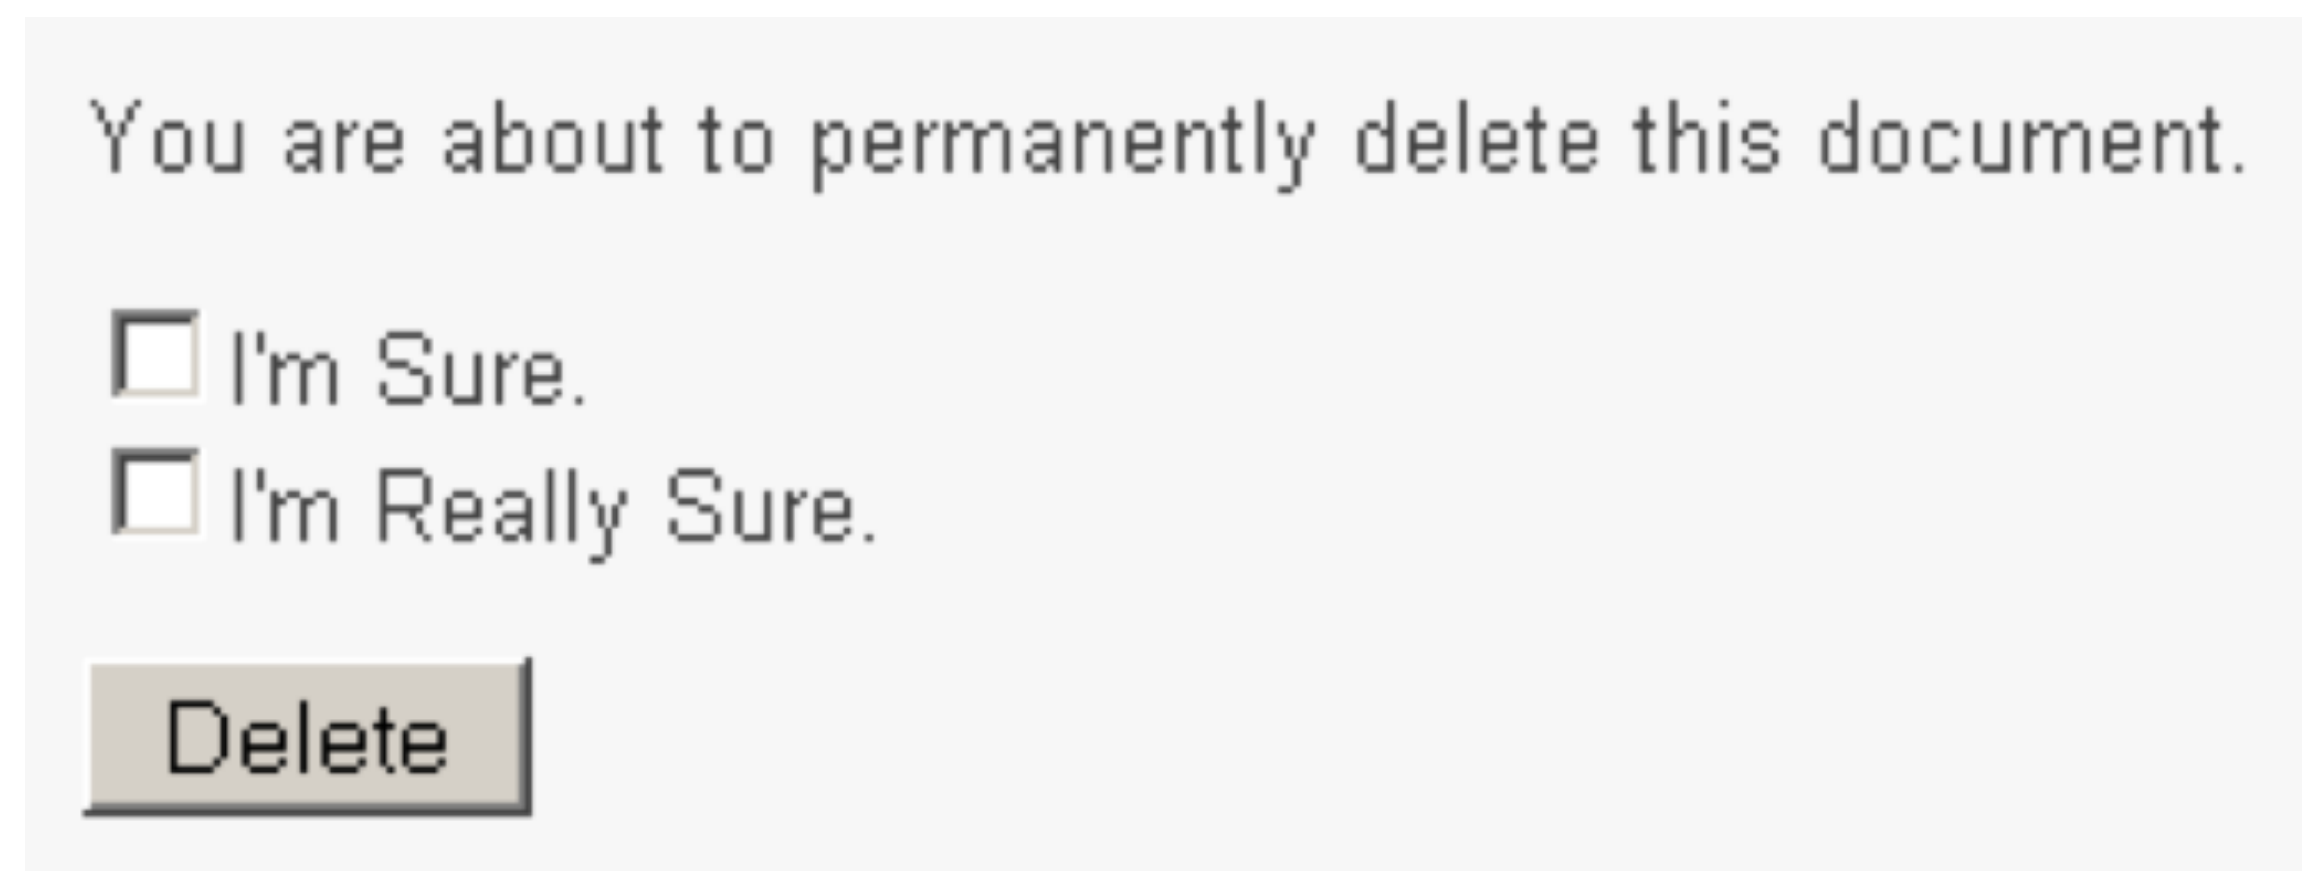 You are about to permanently delete this document.
I'm Sure.
I'm Really Sure.
Delete